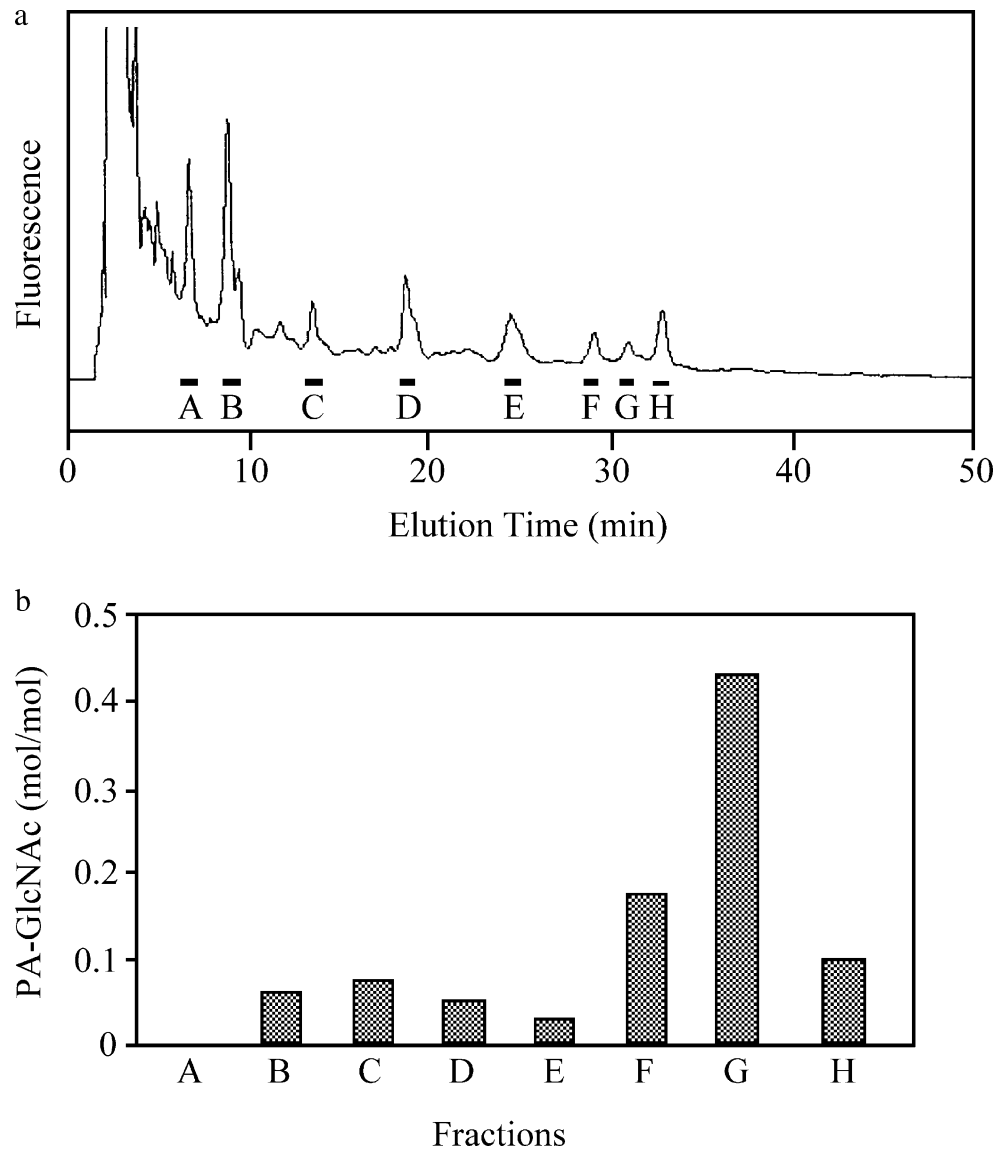 a
Fluorescence
A B C D E F G H
0 10 20 30 40 50
Elution Time (min)
b
PA-GlcNAc (mol/mol)
0.5
0.4
0.3
0.2
0.1
0
A B C D E F G H
Fractions